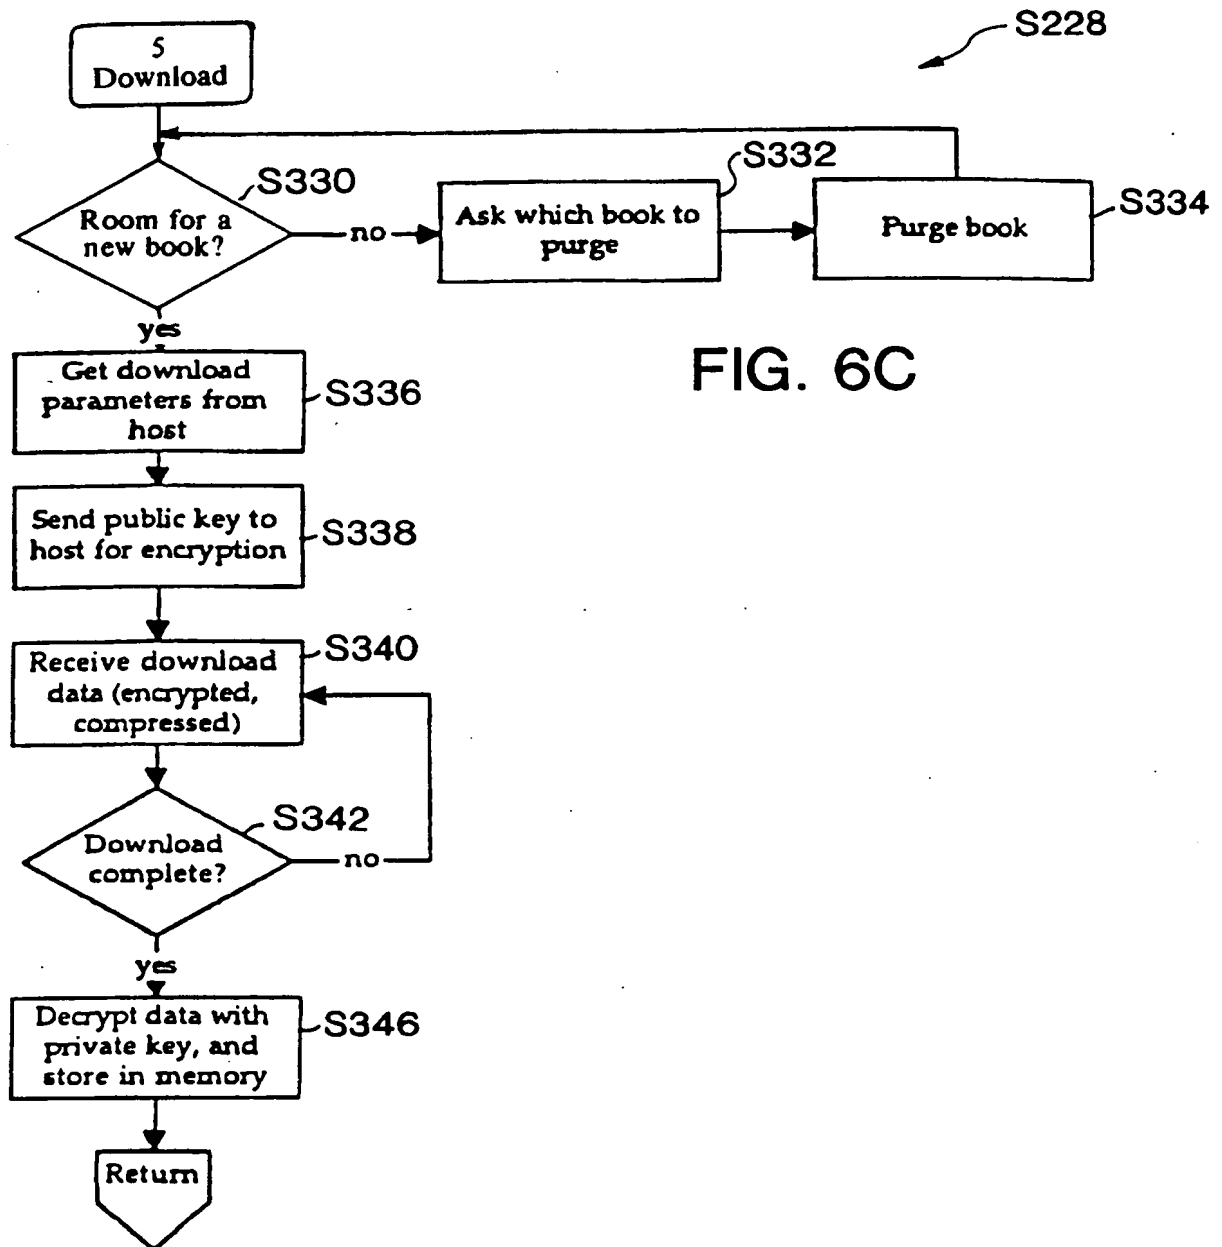 S228
5
Download
S330
Room for a
new book?
no
S332
Ask which book to
purge
S334
Purge book
yes
FIG. 6C
Get download
parameters from
host
S336
Send public key to
host for encryption
S338
Receive download
data (encrypted,
compressed)
S340
Download
complete?
S342
no
yes
Decrypt data with
private key, and
store in memory
S346
Return